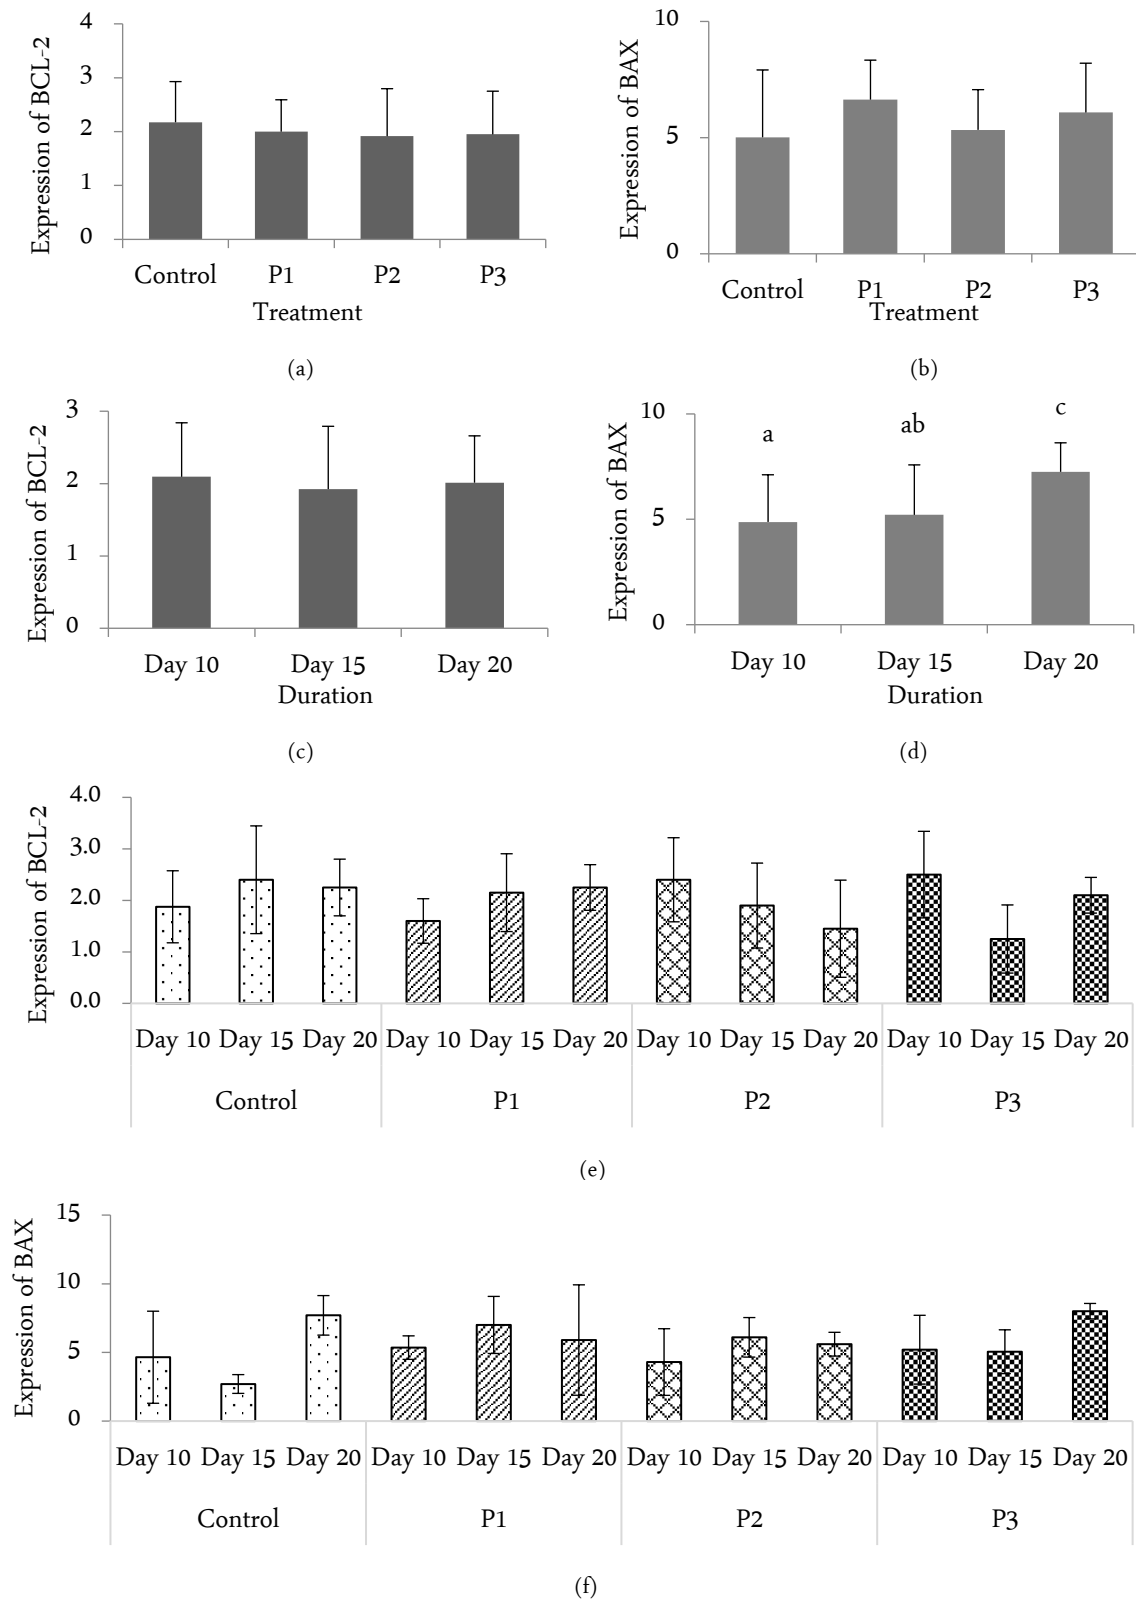 Expression of BCL-2
4
3
2
1
0
Control P1 P2 P3
Treatment
(a)
Expression of BAX
10
5
0
Control P1 P2 P3
Treatment
(b)
Expression of BCL-2
3
2
1
0
Day 10 Day 15 Day 20
Duration
(c)
Expression of BAX
10
5
0
a ab c
Day 10 Day 15 Day 20
Duration
(d)
Expression of BCL-2
4.0
3.0
2.0
1.0
0.0
Day 10 Day 15 Day 20 Day 10 Day 15 Day 20 Day 10 Day 15 Day 20 Day 10 Day 15 Day 20
Control P1 P2 P3
(e)
Expression of BAX
15
10
5
0
Day 10 Day 15 Day 20 Day 10 Day 15 Day 20 Day 10 Day 15 Day 20 Day 10 Day 15 Day 20
Control P1 P2 P3
(f)